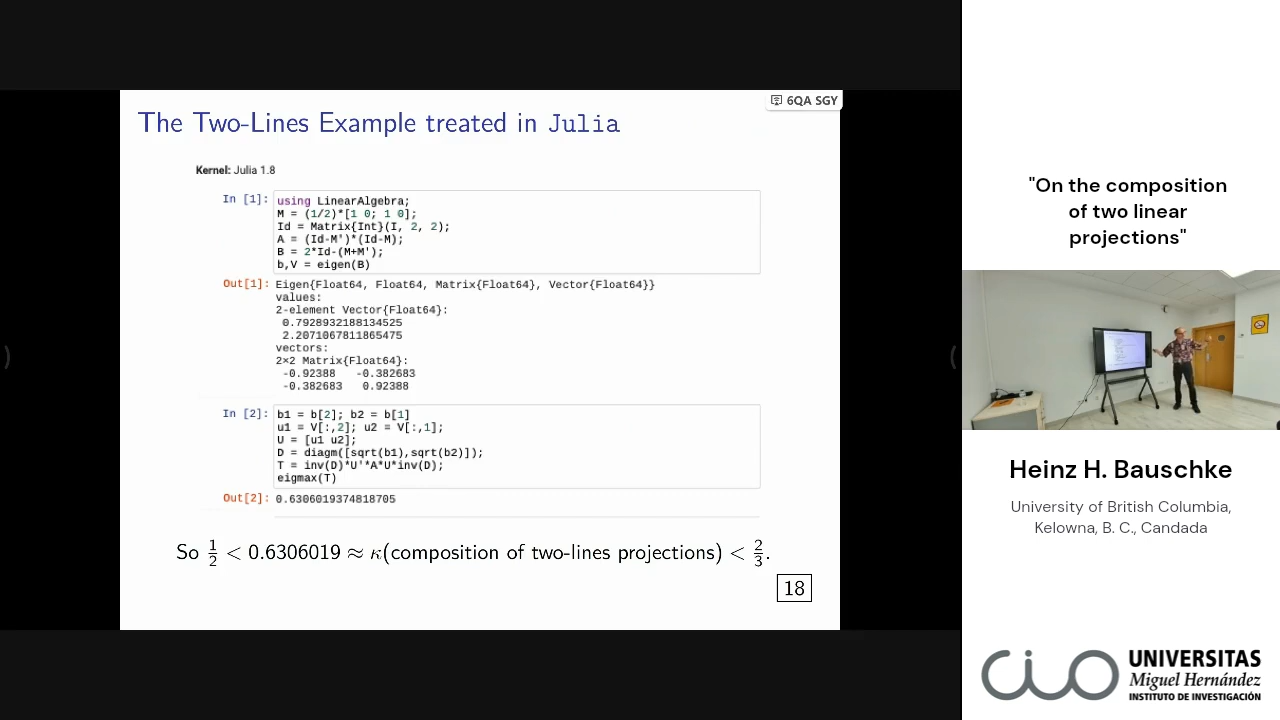 6QA SGY
The Two-Lines Example treated in Julia
Kernel: Julia 1.8
In [1]: using LinearAlgebra;
M = (1/2)*[1 0; 1 0];
Id = Matrix{Int}(I, 2, 2);
A = (Id-M')*(Id-M);
B = 2*Id-(M+M');
b,V = eigen(B)
Out[1]: Eigen{Float64, Float64, Matrix{Float64}, Vector{Float64}}
values:
2-element Vector{Float64}:
0.7928932188134525
2.2071067811865475
vectors:
2×2 Matrix{Float64}:
-0.92388 -0.382683
-0.382683 0.92388
In [2]: b1 = b[2]; b2 = b[1]
u1 = V[:,2]; u2 = V[:,1];
U = [u1 u2];
D = diagm([sqrt(b1),sqrt(b2)]);
T = inv(D)*U'*A*U*inv(D);
eigmax(T)
Out[2]: 0.6306019374818705
So 1/2 < 0.6306019 ≈ κ(composition of two-lines projections) < 2/3.
18
"On the composition
of two linear
projections"
Heinz H. Bauschke
University of British Columbia,
Kelowna, B. C., Candada
cio
UNIVERSITAS
Miguel Hernández
INSTITUTO DE INVESTIGACIÓN